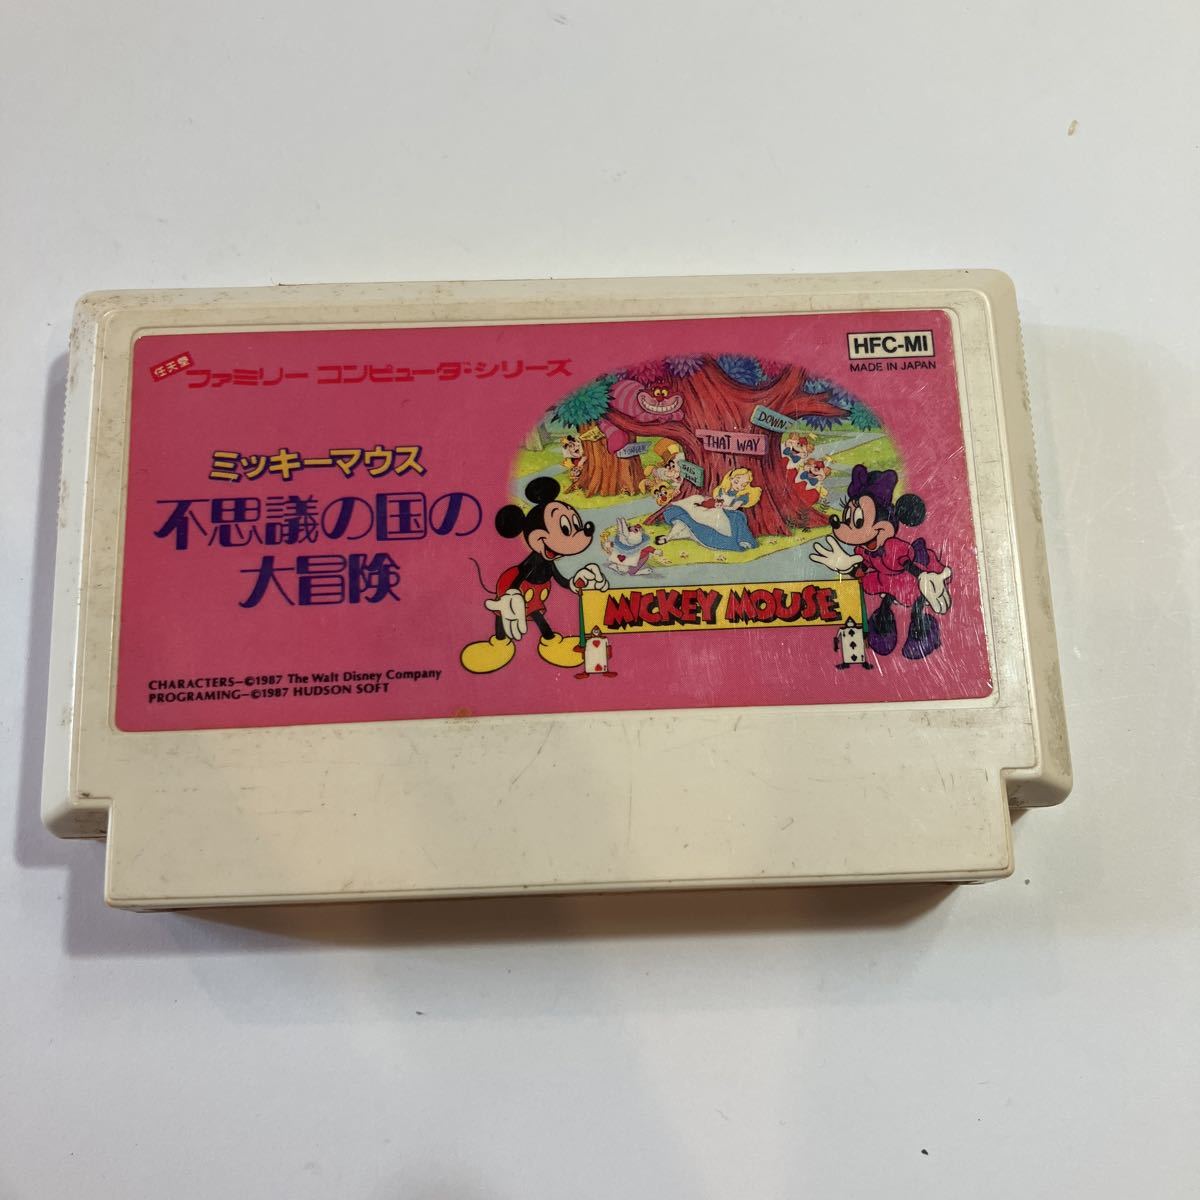 任天堂
ファミリー コンピュータ・シリーズ
HFC-MI
MADE IN JAPAN
ミッキーマウス
不思議の国の
大冒険
DOWN
THAT WAY
MICKEY MOUSE
CHARACTERS—©1987 The Walt Disney Company
PROGRAMING—©1987 HUDSON SOFT